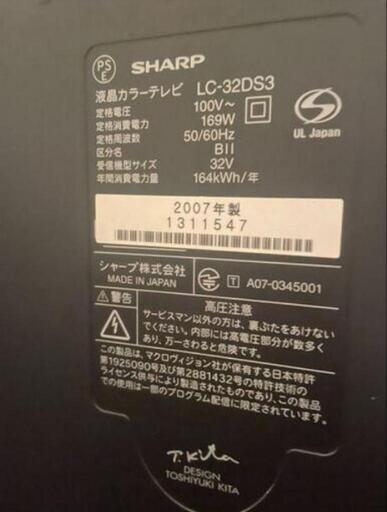 PS
E
SHARP
液晶カラーテレビ LC-32DS3
定格電圧 100V~
定格消費電力 169W
定格周波数 50/60Hz
区分名 BII
受信機型サイズ 32V
年間消費電力量 164kWh/年
S
UL Japan
2007年製
1311547
シャープ株式会社
MADE IN JAPAN
T A07-0345001
⚠警告
高圧注意
サービスマン以外の方は、裏ぶたをあけないで
ください。内部には高電圧部分が数多く
あり、万一さわると危険です。
この製品は、マクロヴィジョン社が保有する日本特許
第1925090号及び第2881432号の特許技術の
ライセンス供与により製造されたものであり、この製品
での使用は一部のプログラム配信に限定されています。
T.Kita
DESIGN
TOSHIYUKI KITA